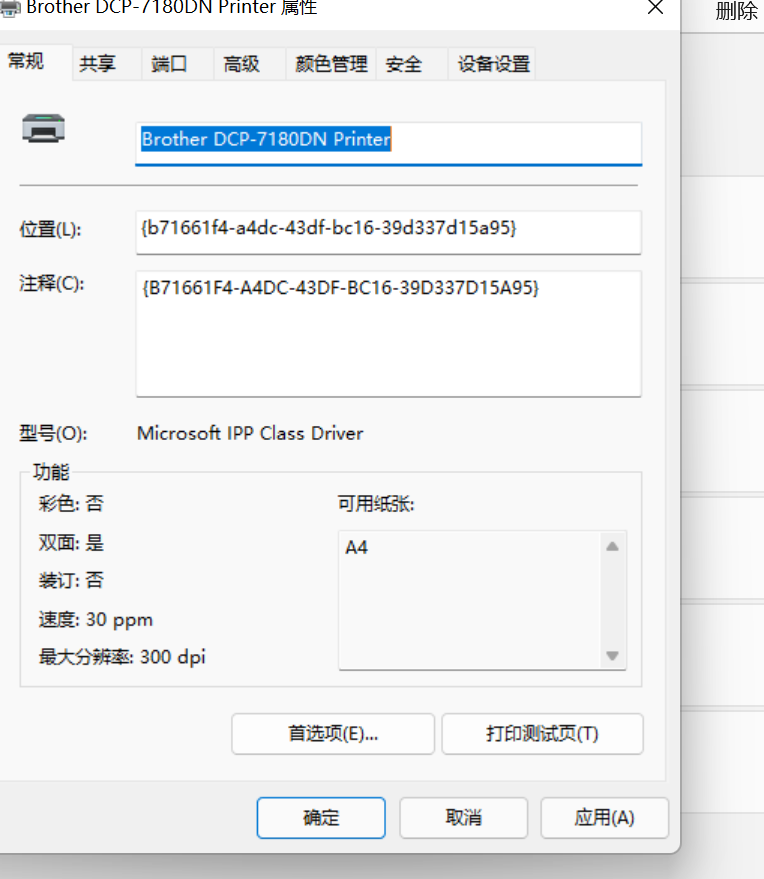 Brother DCP-7180DN Printer 属性
删除
常规 共享 端口 高级 颜色管理 安全 设备设置
Brother DCP-7180DN Printer
位置(L): {b71661f4-a4dc-43df-bc16-39d337d15a95}
注释(C): {B71661F4-A4DC-43DF-BC16-39D337D15A95}
型号(O): Microsoft IPP Class Driver
功能
彩色: 否 可用纸张:
双面: 是 A4
装订: 否
速度: 30 ppm
最大分辨率: 300 dpi
首选项(E)... 打印测试页(T)
确定 取消 应用(A)